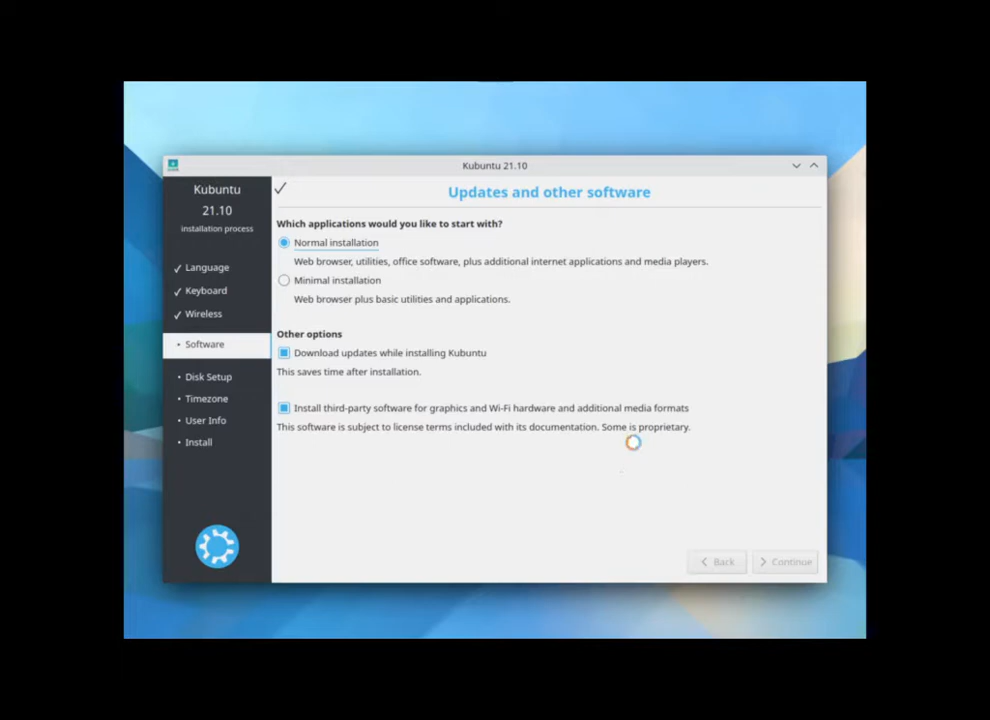 Kubuntu 21.10
Kubuntu
21.10
installation process
Language
Keyboard
Wireless
Software
Disk Setup
Timezone
User Info
Install
Updates and other software
Which applications would you like to start with?
Normal installation
Web browser, utilities, office software, plus additional internet applications and media players.
Minimal installation
Web browser plus basic utilities and applications.
Other options
Download updates while installing Kubuntu
This saves time after installation.
Install third-party software for graphics and Wi-Fi hardware and additional media formats
This software is subject to license terms included with its documentation. Some is proprietary.
Back
Continue